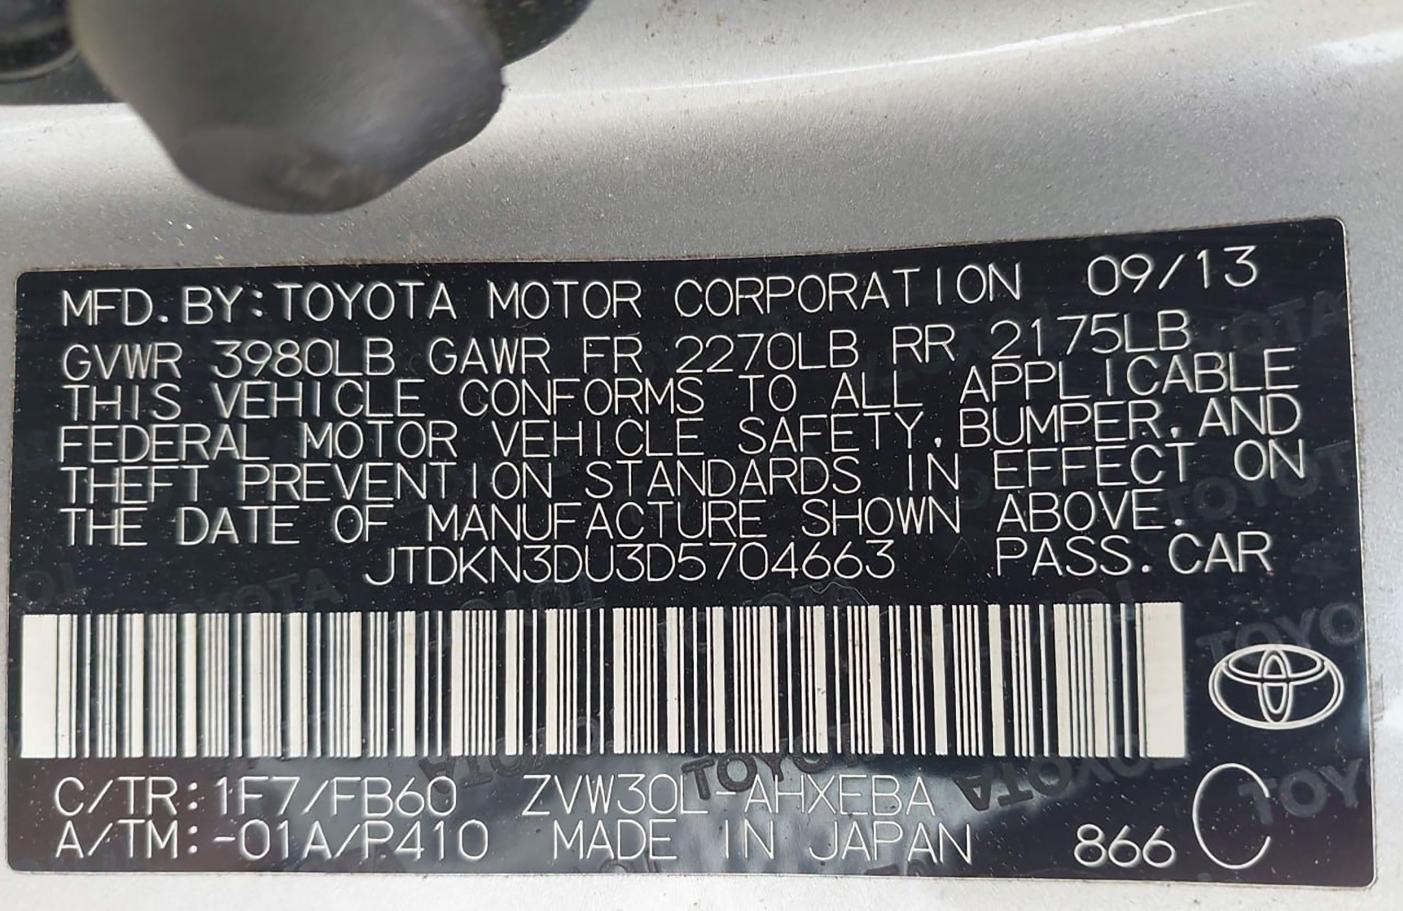 MFD. BY: TOYOTA MOTOR CORPORATION 09/13
GVWR 3980LB GAWR FR 2270LB RR 2175LB
THIS VEHICLE CONFORMS TO ALL APPLICABLE
FEDERAL MOTOR VEHICLE SAFETY, BUMPER, AND
THEFT PREVENTION STANDARDS IN EFFECT ON
THE DATE OF MANUFACTURE SHOWN ABOVE.
JTDKN3DU3D5704663 PASS. CAR
C/TR: 1F7/FB60 ZVW30L-AHXEBA
A/TM: -01A/P410 MADE IN JAPAN 866 C